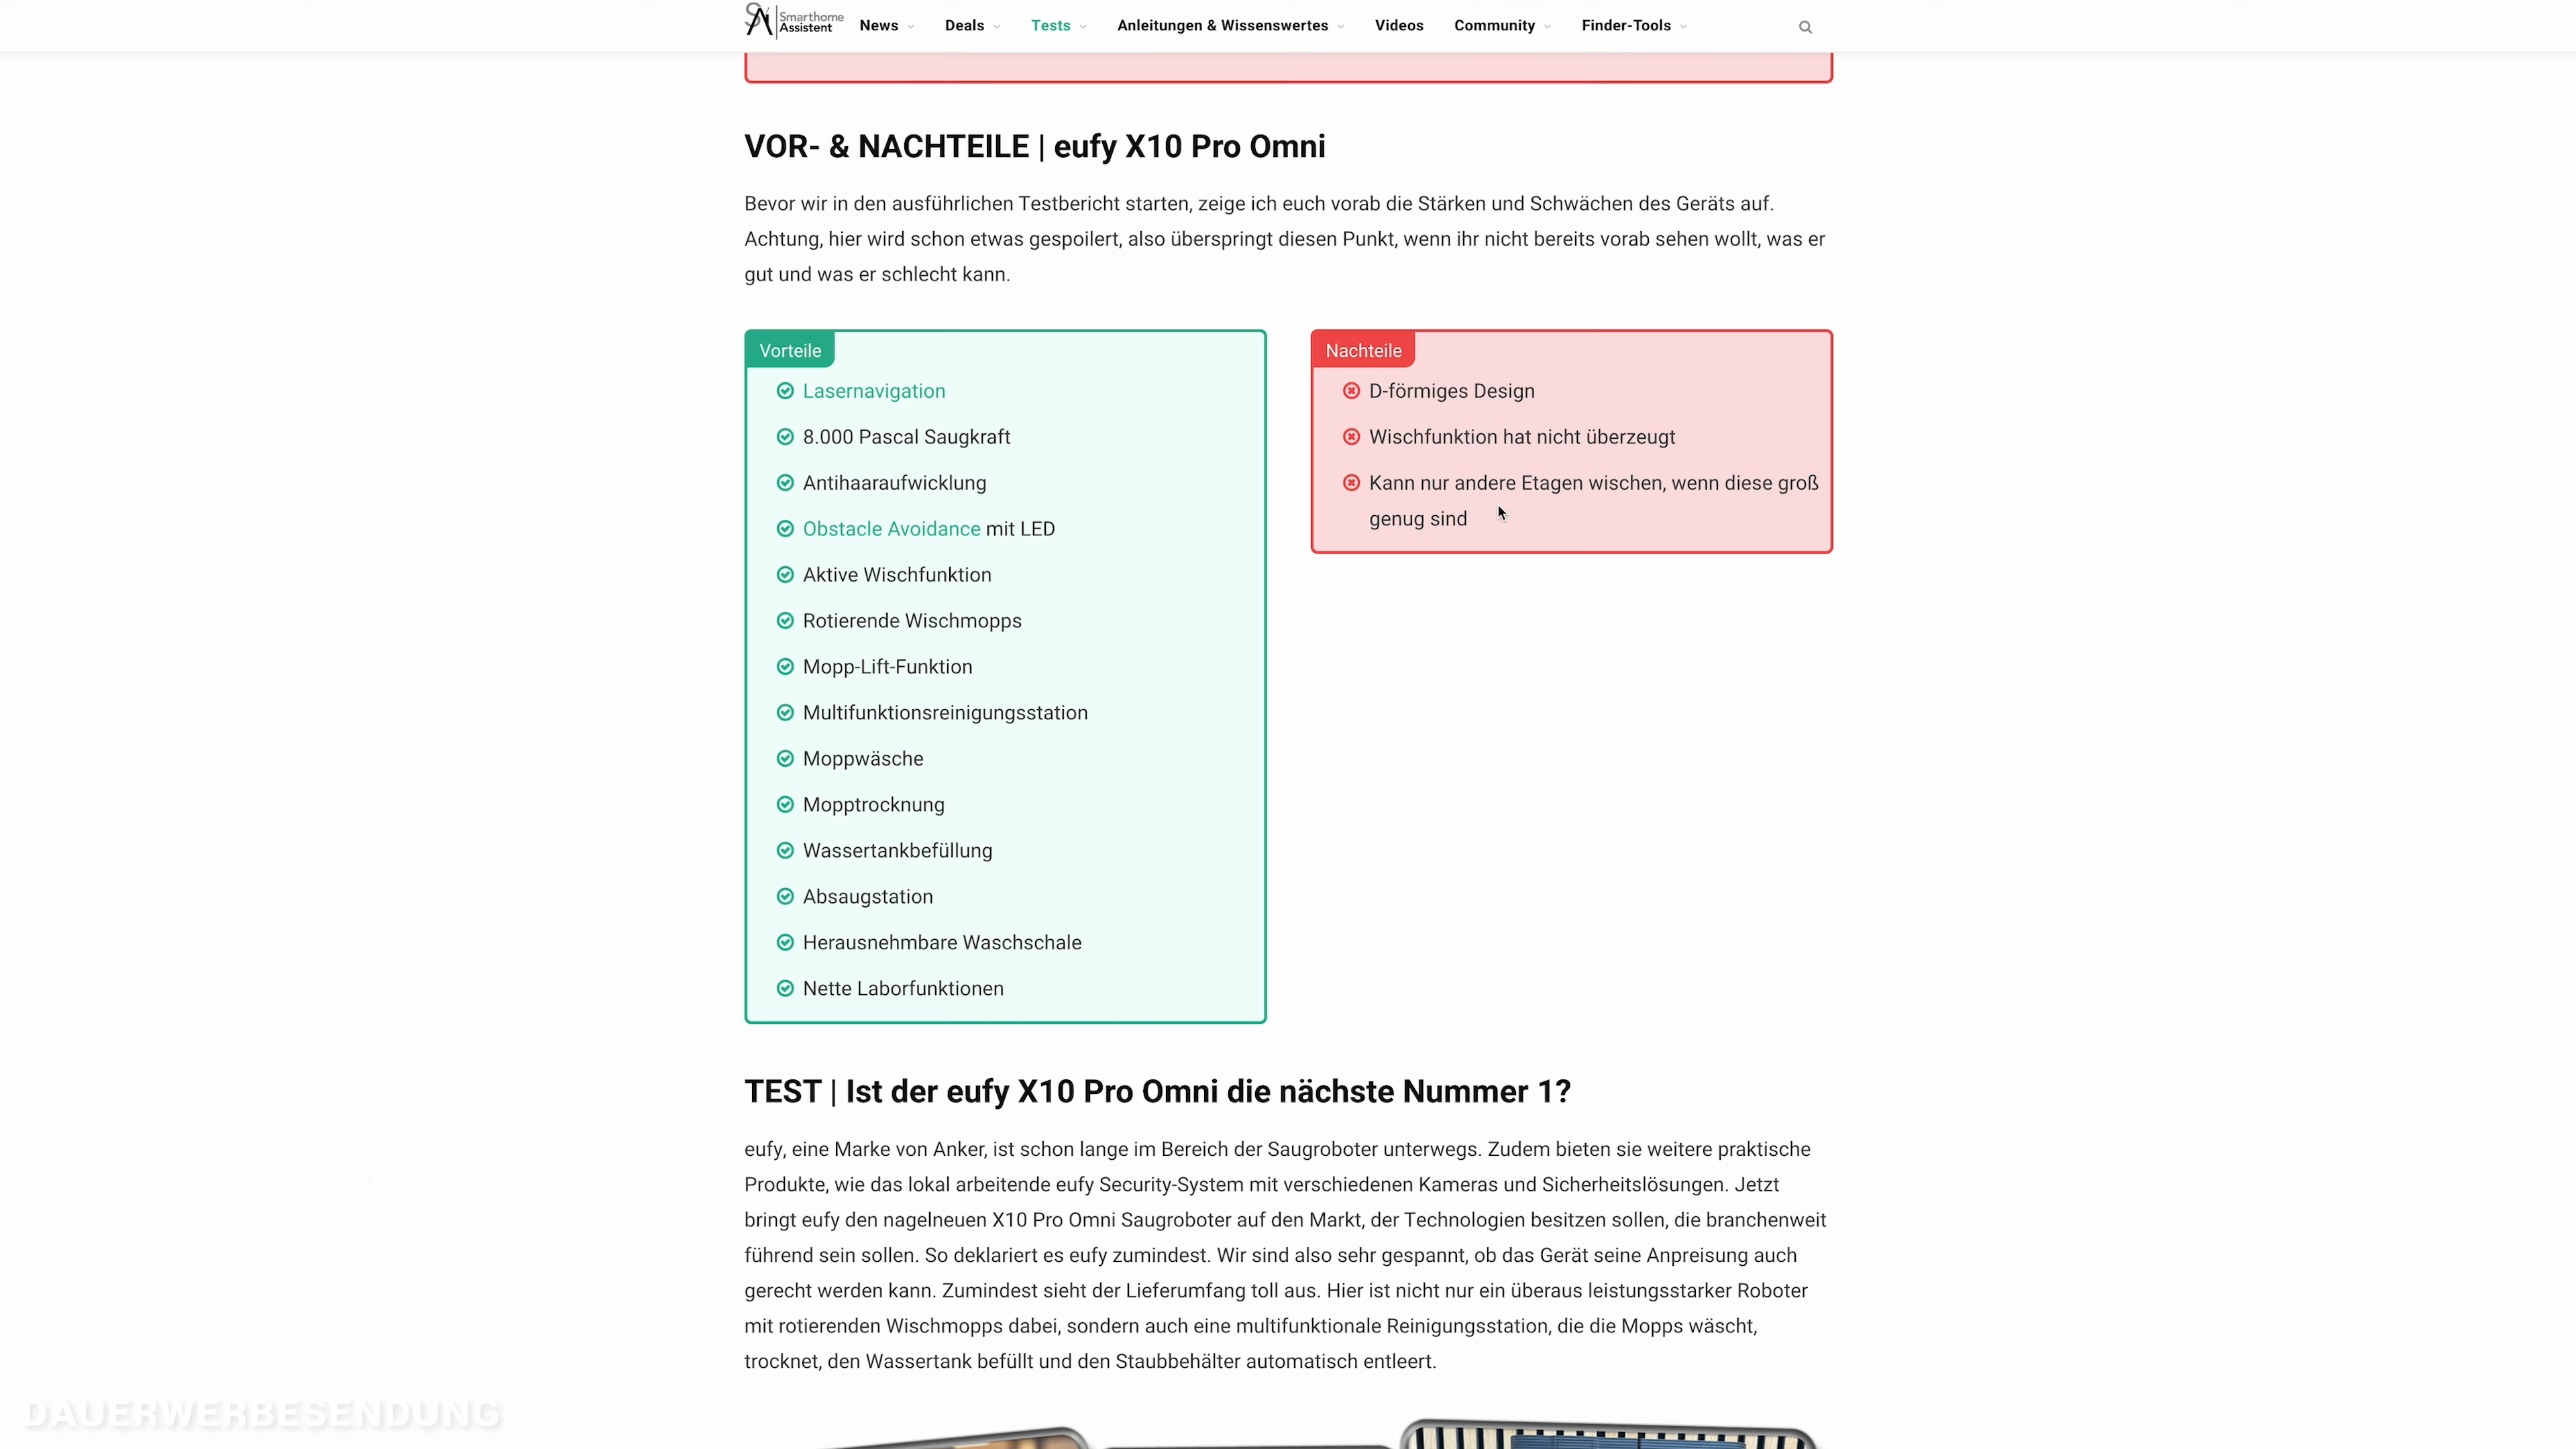 Smarthome
Assistent
News
Deals
Tests
Anleitungen & Wissenswertes
Videos
Community
Finder-Tools
VOR- & NACHTEILE | eufy X10 Pro Omni
Bevor wir in den ausführlichen Testbericht starten, zeige ich euch vorab die Stärken und Schwächen des Geräts auf.
Achtung, hier wird schon etwas gespoilert, also überspringt diesen Punkt, wenn ihr nicht bereits vorab sehen wollt, was er
gut und was er schlecht kann.
Vorteile
Lasernavigation
8.000 Pascal Saugkraft
Antihaaraufwicklung
Obstacle Avoidance mit LED
Aktive Wischfunktion
Rotierende Wischmopps
Mopp-Lift-Funktion
Multifunktionsreinigungsstation
Moppwäsche
Mopptrocknung
Wassertankbefüllung
Absaugstation
Herausnehmbare Waschschale
Nette Laborfunktionen
Nachteile
D-förmiges Design
Wischfunktion hat nicht überzeugt
Kann nur andere Etagen wischen, wenn diese groß
genug sind
TEST | Ist der eufy X10 Pro Omni die nächste Nummer 1?
eufy, eine Marke von Anker, ist schon lange im Bereich der Saugroboter unterwegs. Zudem bieten sie weitere praktische
Produkte, wie das lokal arbeitende eufy Security-System mit verschiedenen Kameras und Sicherheitslösungen. Jetzt
bringt eufy den nagelneuen X10 Pro Omni Saugroboter auf den Markt, der Technologien besitzen sollen, die branchenweit
führend sein sollen. So deklariert es eufy zumindest. Wir sind also sehr gespannt, ob das Gerät seine Anpreisung auch
gerecht werden kann. Zumindest sieht der Lieferumfang toll aus. Hier ist nicht nur ein überaus leistungsstarker Roboter
mit rotierenden Wischmopps dabei, sondern auch eine multifunktionale Reinigungsstation, die die Mopps wäscht,
trocknet, den Wassertank befüllt und den Staubbehälter automatisch entleert.
DAUERWERBESENDUNG